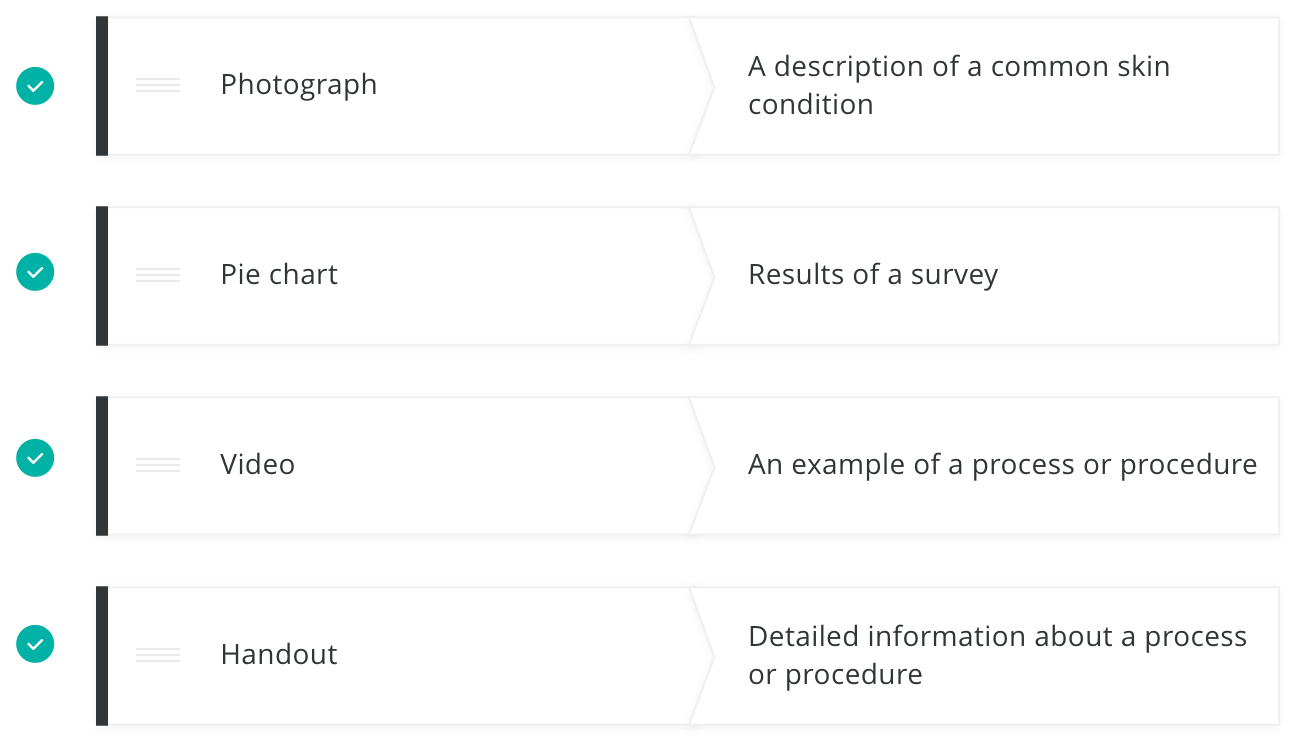 Photograph
A description of a common skin
condition
Pie chart
Results of a survey
Video
An example of a process or procedure
Handout
Detailed information about a process
or procedure